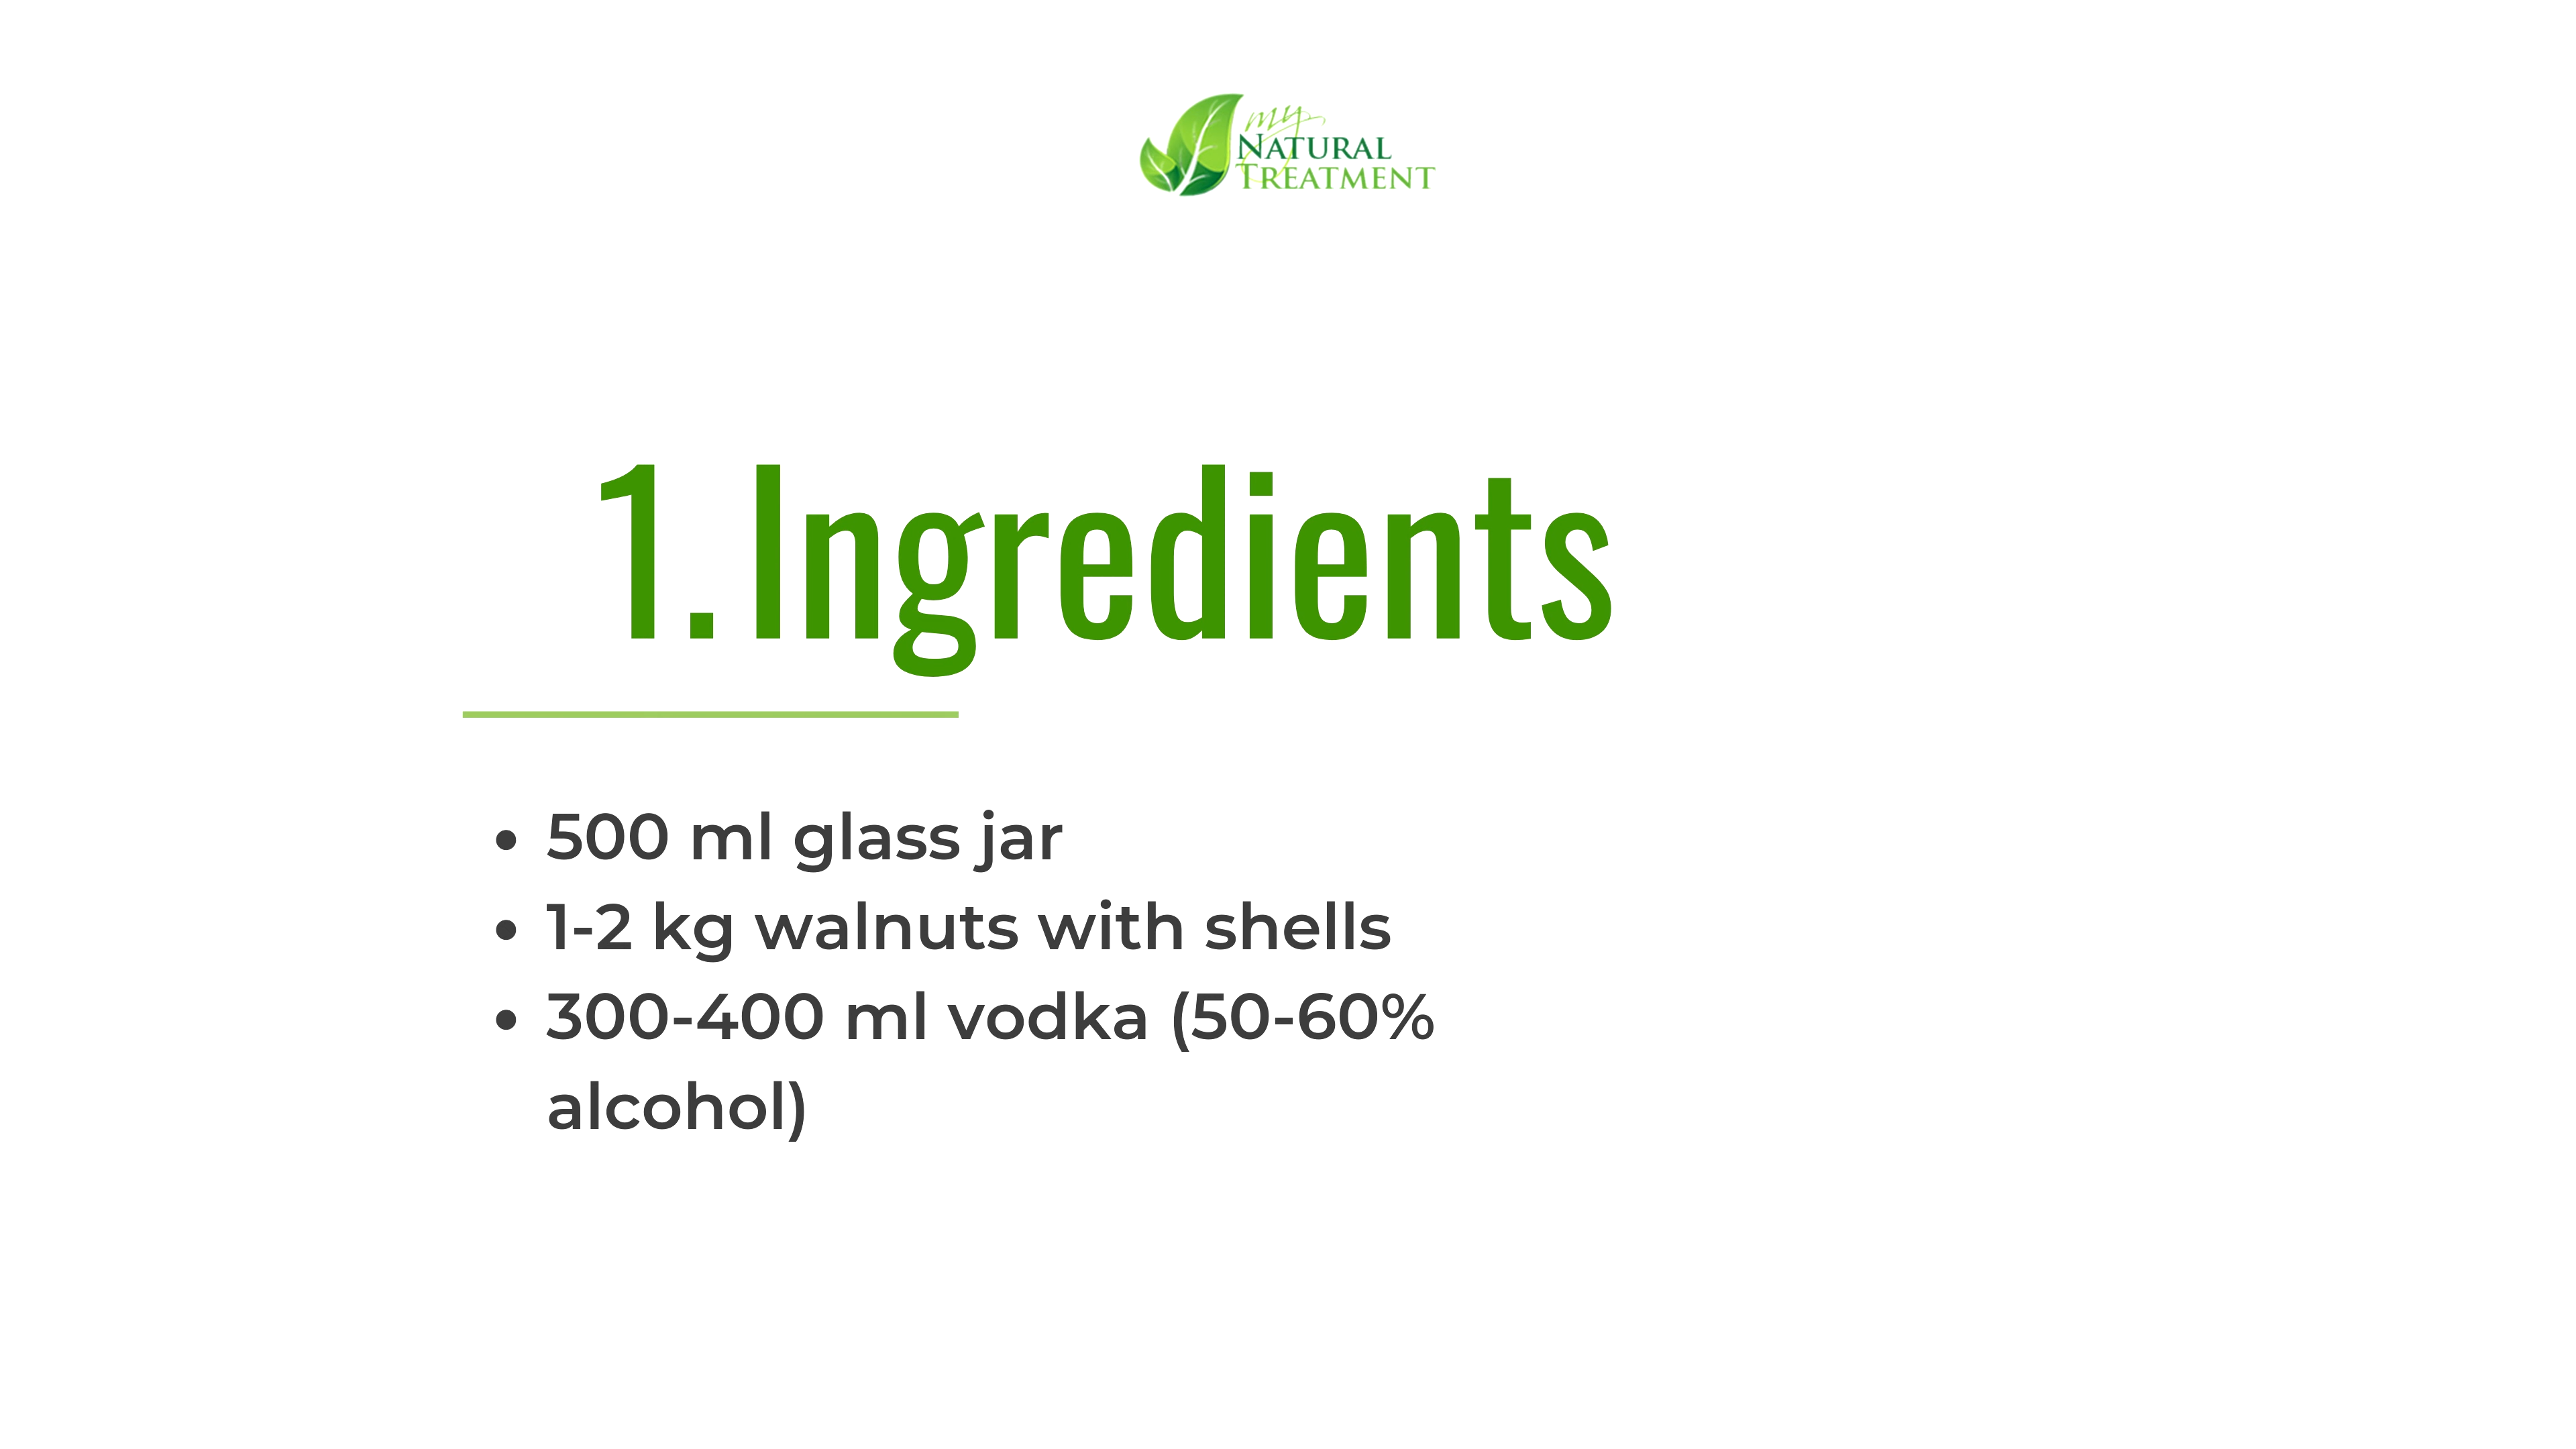 my
NATURAL
TREATMENT
1. Ingredients
• 500 ml glass jar
• 1-2 kg walnuts with shells
• 300-400 ml vodka (50-60%
alcohol)